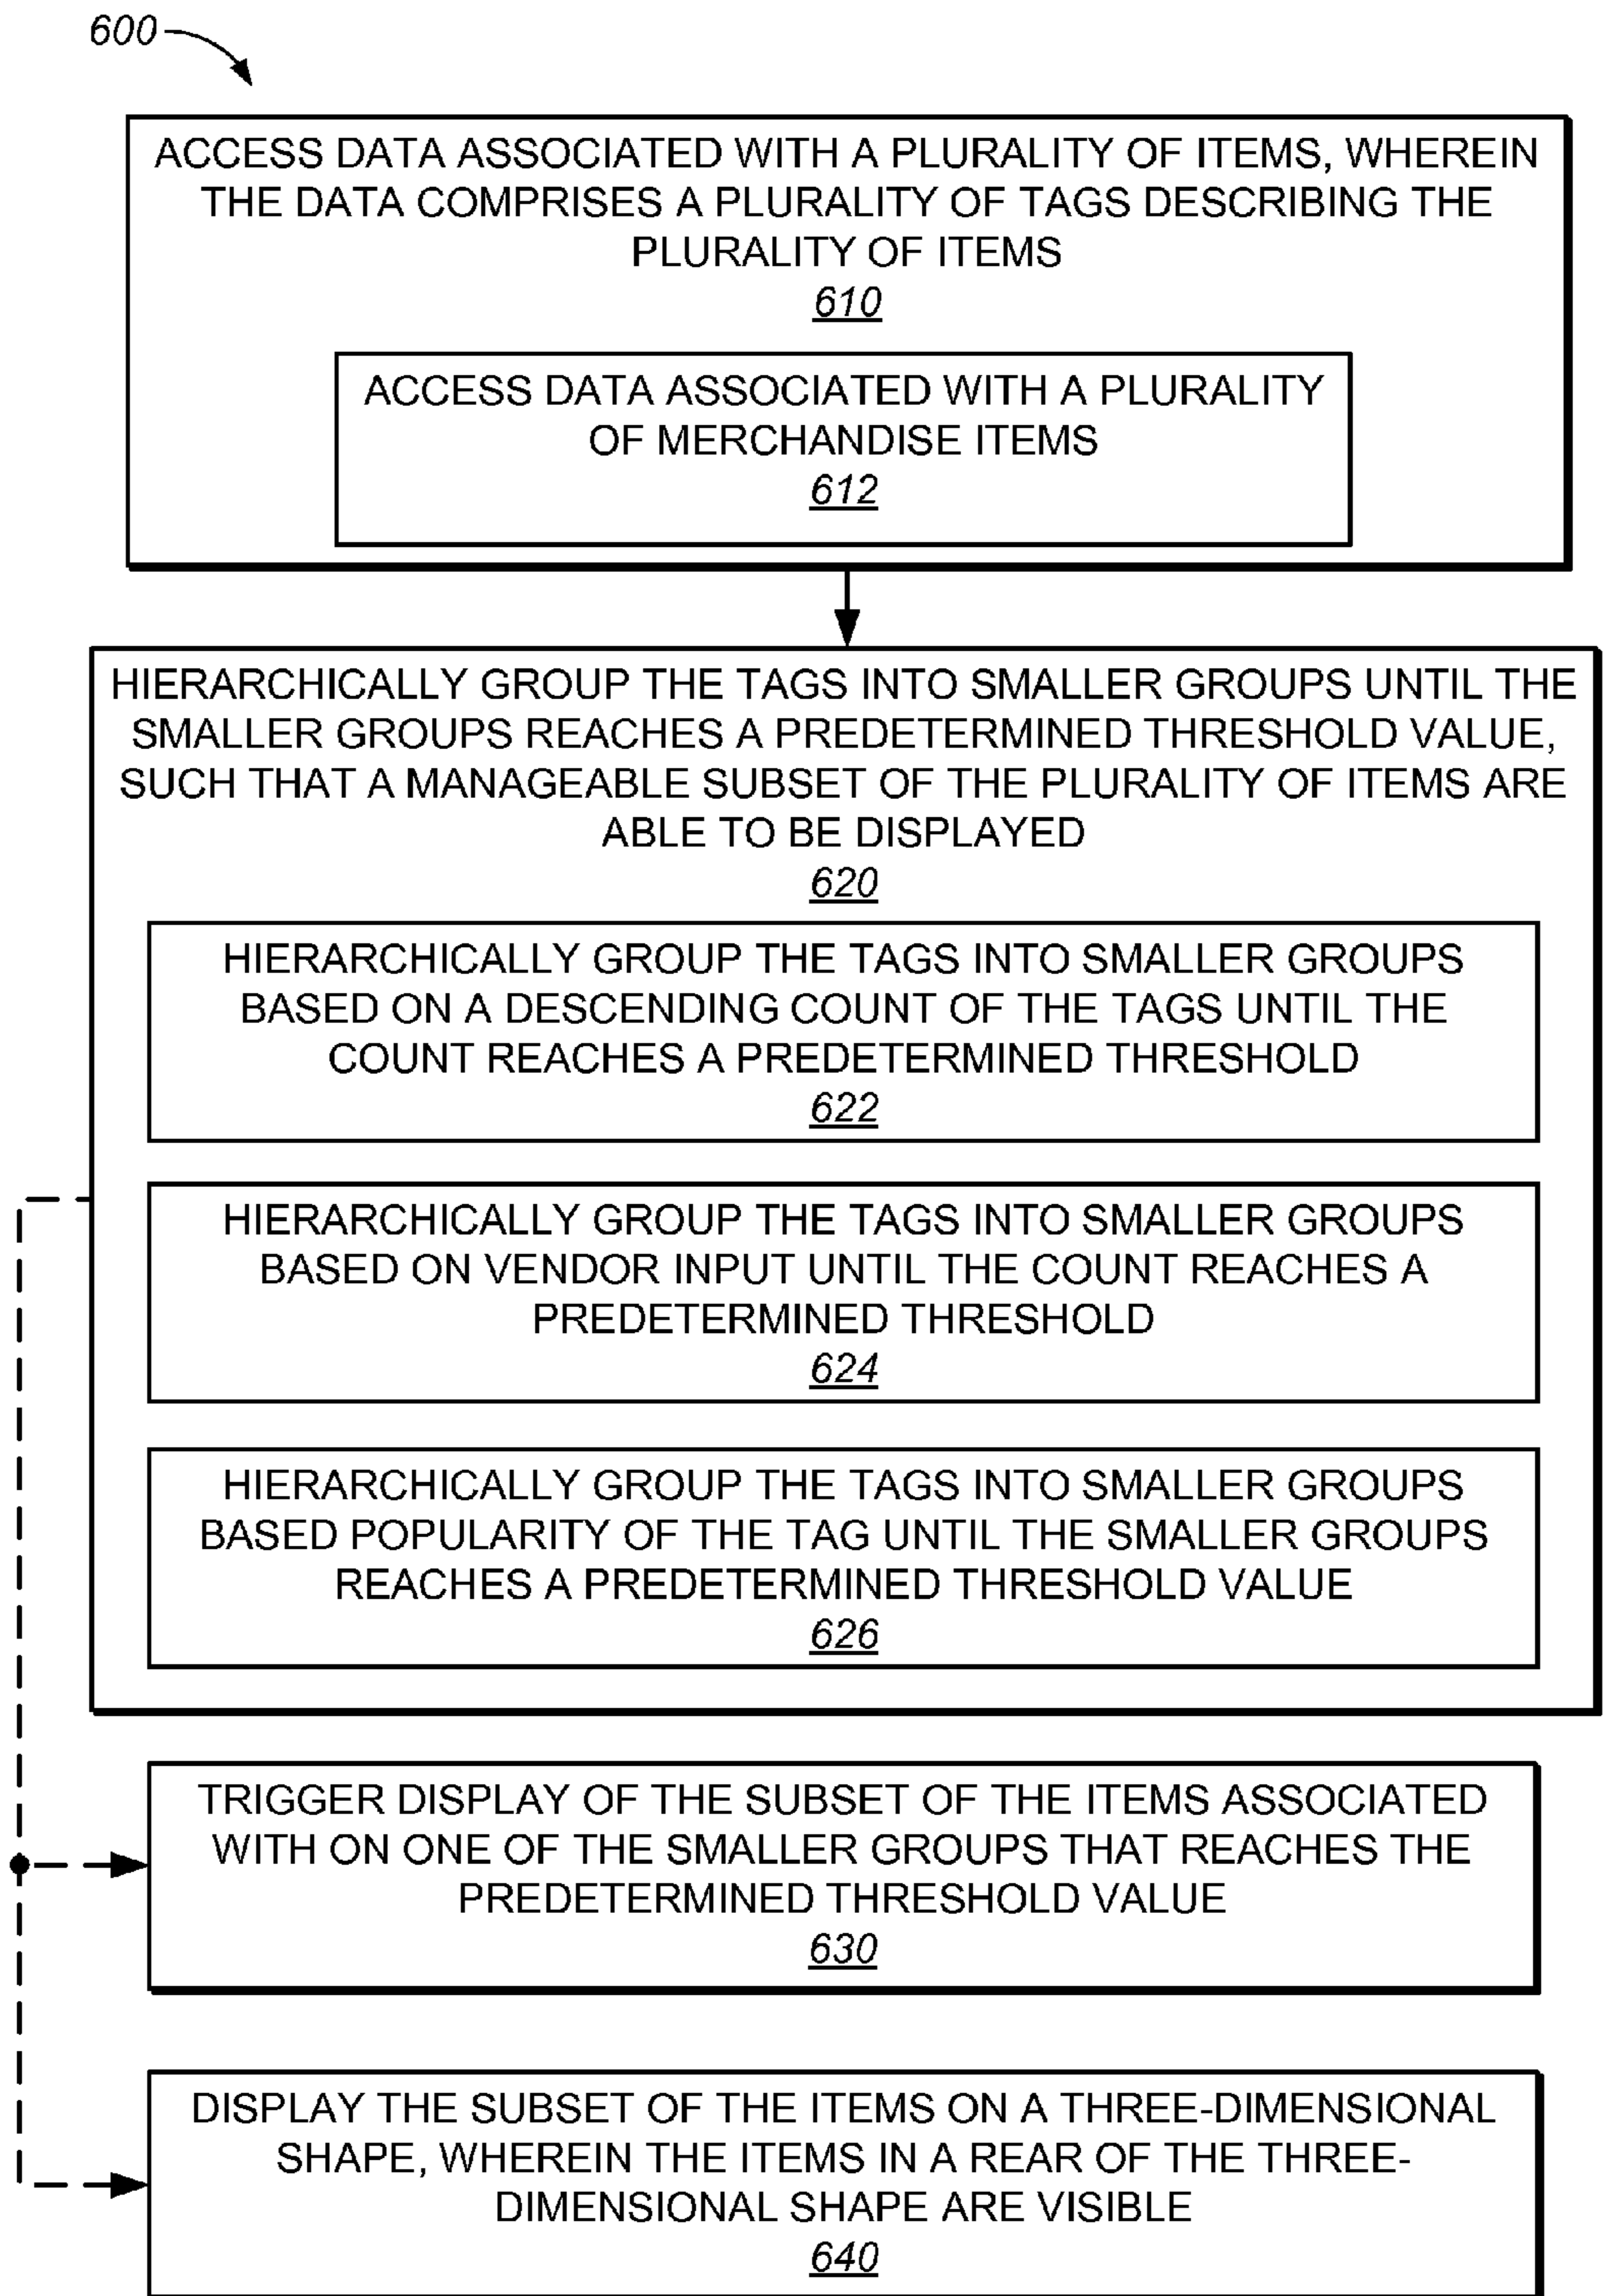 600
ACCESS DATA ASSOCIATED WITH A PLURALITY OF ITEMS, WHEREIN
THE DATA COMPRISES A PLURALITY OF TAGS DESCRIBING THE
PLURALITY OF ITEMS
610
ACCESS DATA ASSOCIATED WITH A PLURALITY
OF MERCHANDISE ITEMS
612
HIERARCHICALLY GROUP THE TAGS INTO SMALLER GROUPS UNTIL THE
SMALLER GROUPS REACHES A PREDETERMINED THRESHOLD VALUE,
SUCH THAT A MANAGEABLE SUBSET OF THE PLURALITY OF ITEMS ARE
ABLE TO BE DISPLAYED
620
HIERARCHICALLY GROUP THE TAGS INTO SMALLER GROUPS
BASED ON A DESCENDING COUNT OF THE TAGS UNTIL THE
COUNT REACHES A PREDETERMINED THRESHOLD
622
HIERARCHICALLY GROUP THE TAGS INTO SMALLER GROUPS
BASED ON VENDOR INPUT UNTIL THE COUNT REACHES A
PREDETERMINED THRESHOLD
624
HIERARCHICALLY GROUP THE TAGS INTO SMALLER GROUPS
BASED POPULARITY OF THE TAG UNTIL THE SMALLER GROUPS
REACHES A PREDETERMINED THRESHOLD VALUE
626
TRIGGER DISPLAY OF THE SUBSET OF THE ITEMS ASSOCIATED
WITH ON ONE OF THE SMALLER GROUPS THAT REACHES THE
PREDETERMINED THRESHOLD VALUE
630
DISPLAY THE SUBSET OF THE ITEMS ON A THREE-DIMENSIONAL
SHAPE, WHEREIN THE ITEMS IN A REAR OF THE THREE-
DIMENSIONAL SHAPE ARE VISIBLE
640